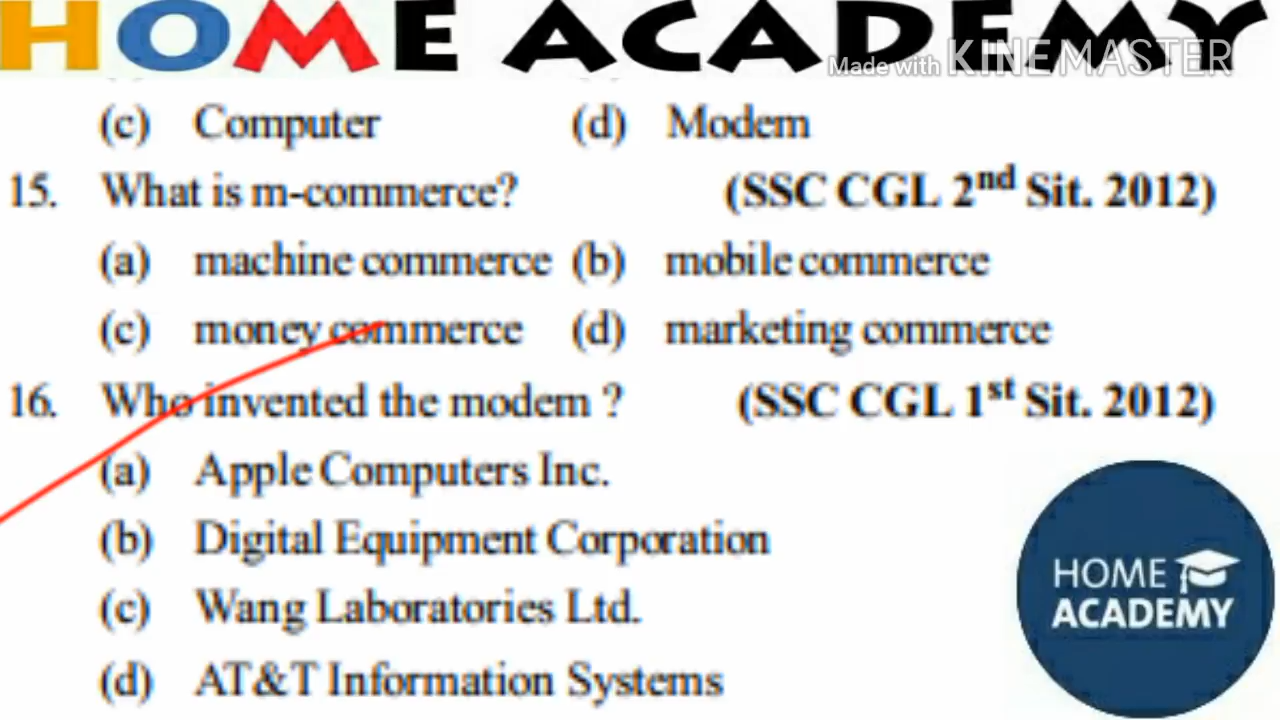 HOME ACADEMY
Made with KINEMASTER
(c) Computer (d) Modem
15. What is m-commerce? (SSC CGL 2nd Sit. 2012)
(a) machine commerce (b) mobile commerce
(c) money commerce (d) marketing commerce
16. Who invented the modem ? (SSC CGL 1st Sit. 2012)
(a) Apple Computers Inc.
(b) Digital Equipment Corporation
(c) Wang Laboratories Ltd.
(d) AT&T Information Systems
HOME
ACADEMY